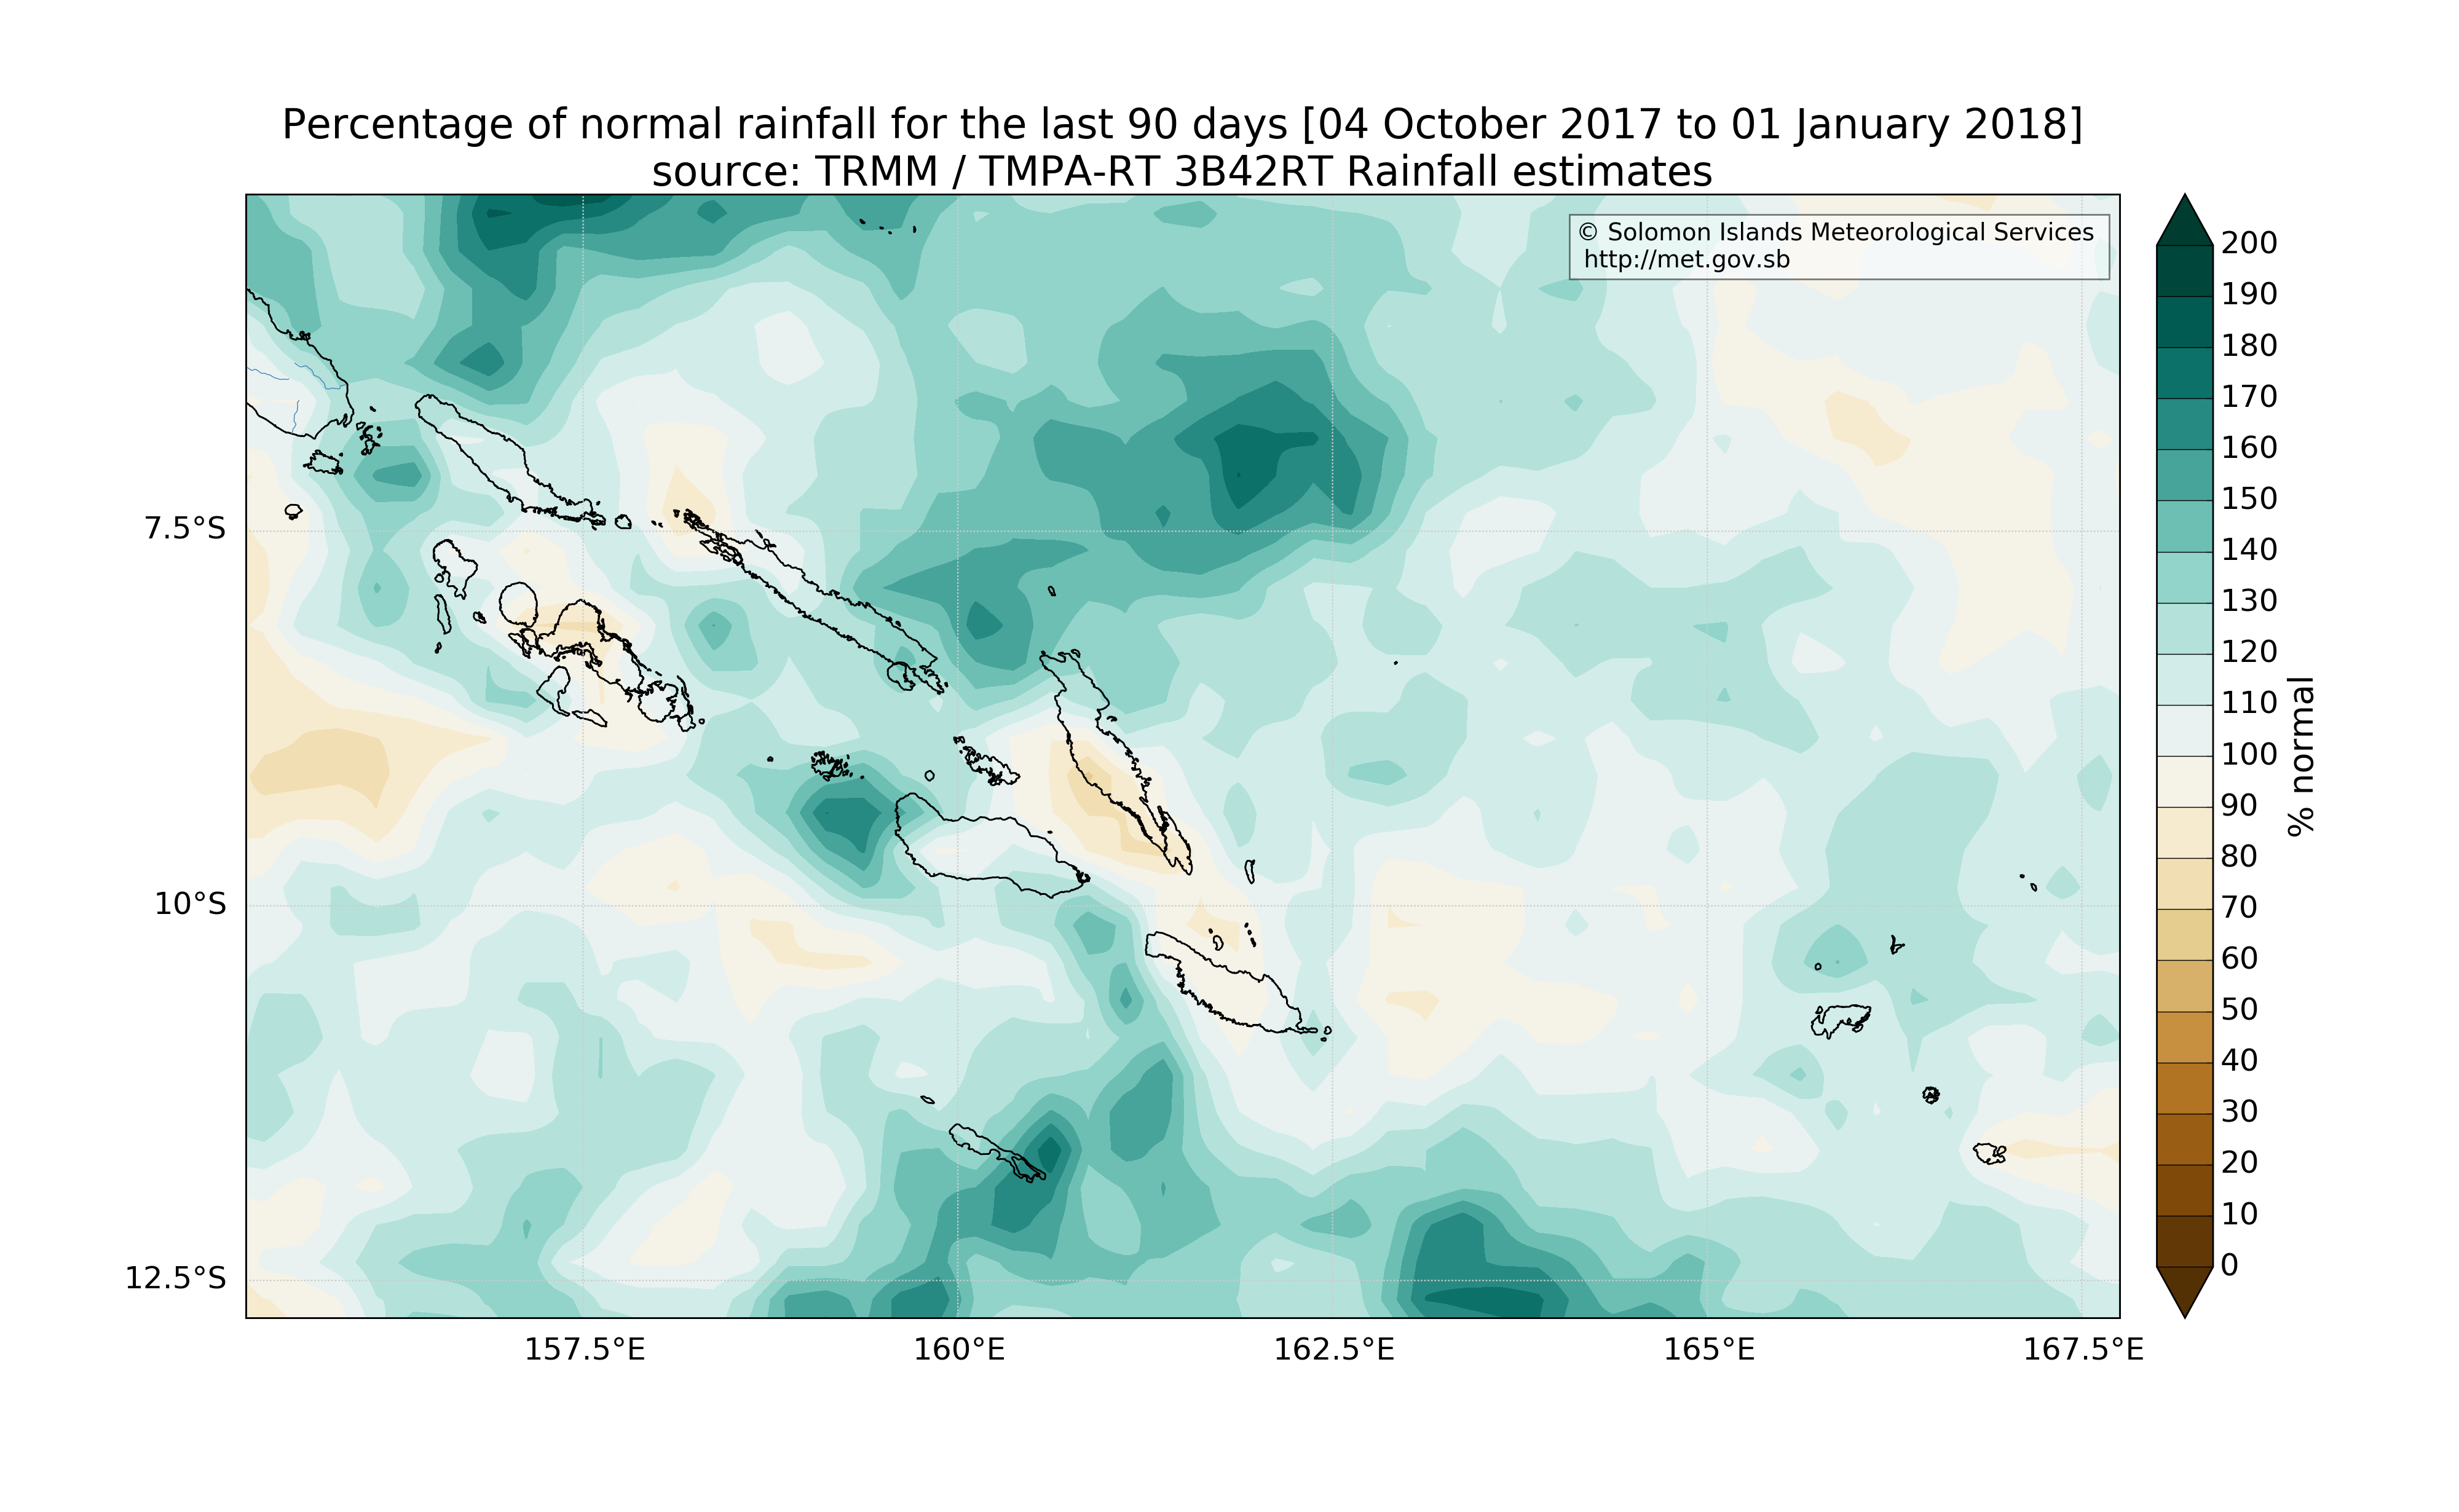 Percentage of normal rainfall for the last 90 days [04 October 2017 to 01 January 2018]
source: TRMM / TMPA-RT 3B42RT Rainfall estimates
© Solomon Islands Meteorological Services
http://met.gov.sb
7.5°S
10°S
12.5°S
157.5°E
160°E
162.5°E
165°E
167.5°E
200
190
180
170
160
150
140
130
120
110
100
90
80
70
60
50
40
30
20
10
0
% normal